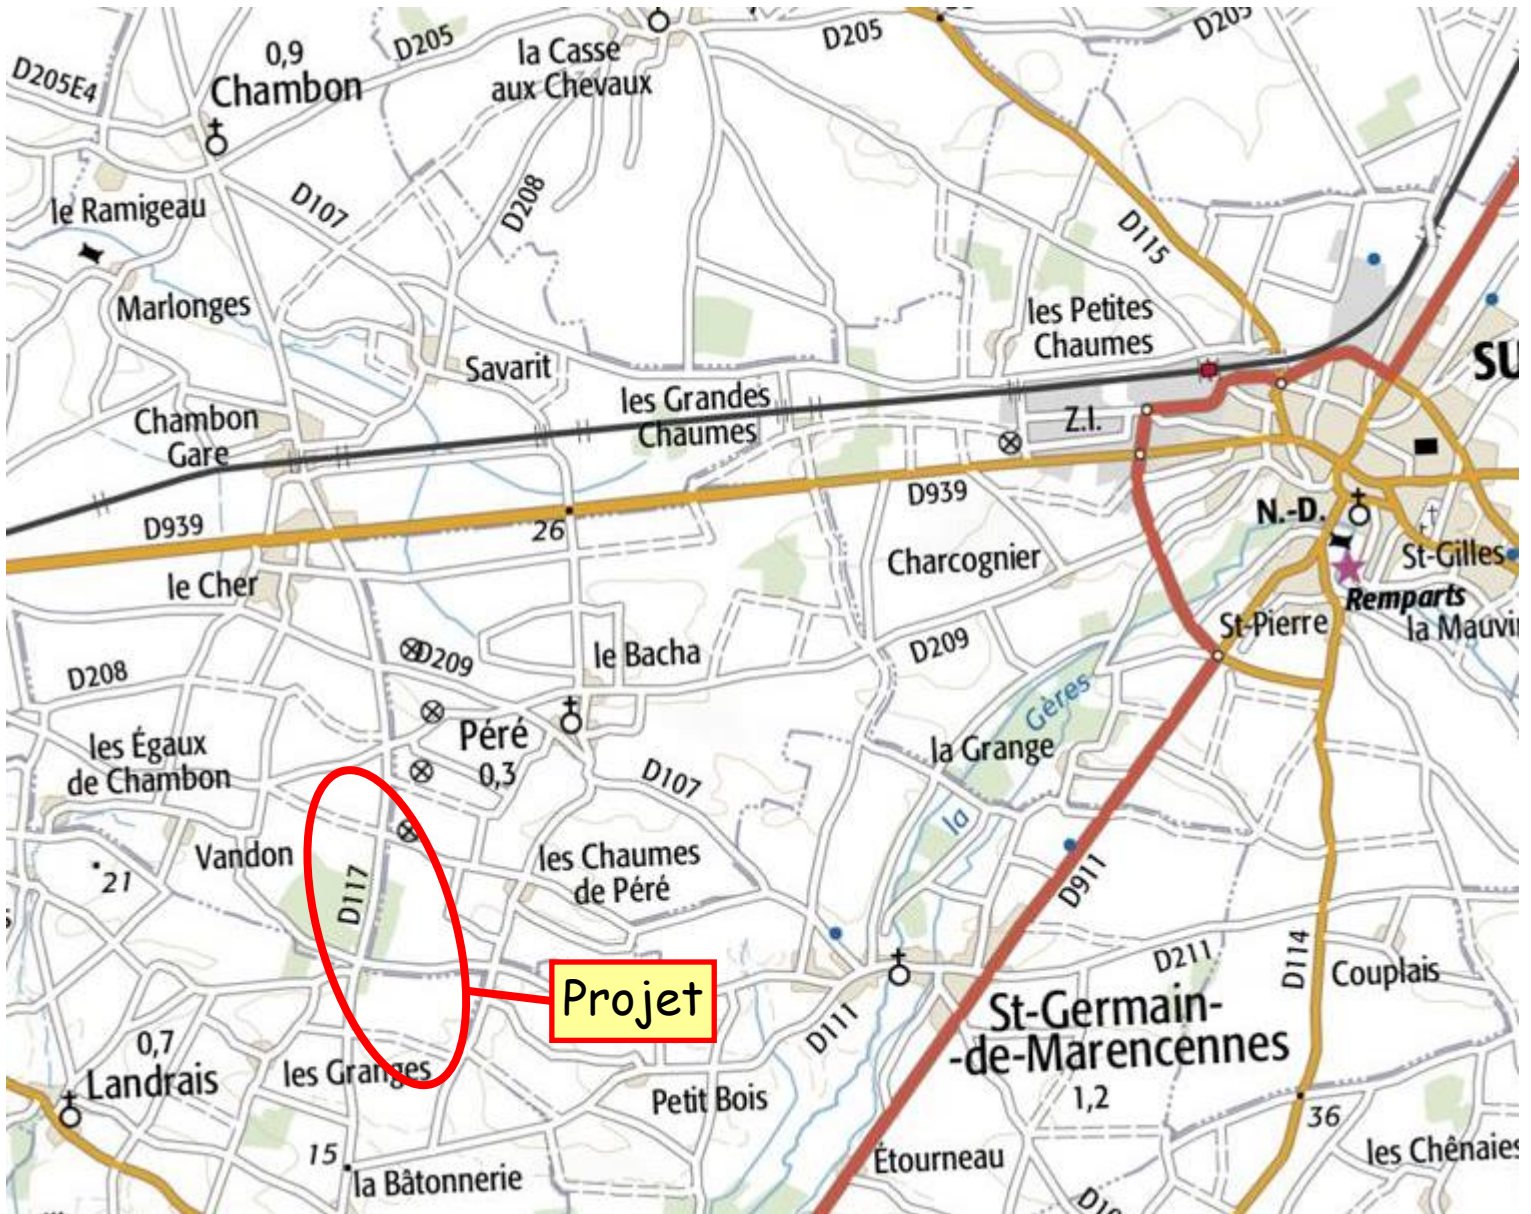 D205
0,9
Chambon
D205
la Casse
aux Chevaux
D205
D205E4
le Ramigeau
D107
D208
D115
Marlonges
les Petites
Chaumes
Savarit
SU
les Grandes
Chaumes
Chambon
Gare
Z.I.
D939
D939
26
N.-D.
le Cher
Charcognier
St-Gilles
Remparts
St-Pierre
la Mauvin
D208
D209
le Bacha
D209
Gères
la
les Égaux
de Chambon
Péré
0,3
la Grange
D107
Vandon
21
D117
les Chaumes
de Péré
D911
D211
D114
Couplais
Projet
St-Germain-
-de-Marencennes
1,2
D111
0,7
Landrais
les Granges
Petit Bois
36
15
la Bâtonnerie
Étourneau
les Chênaies